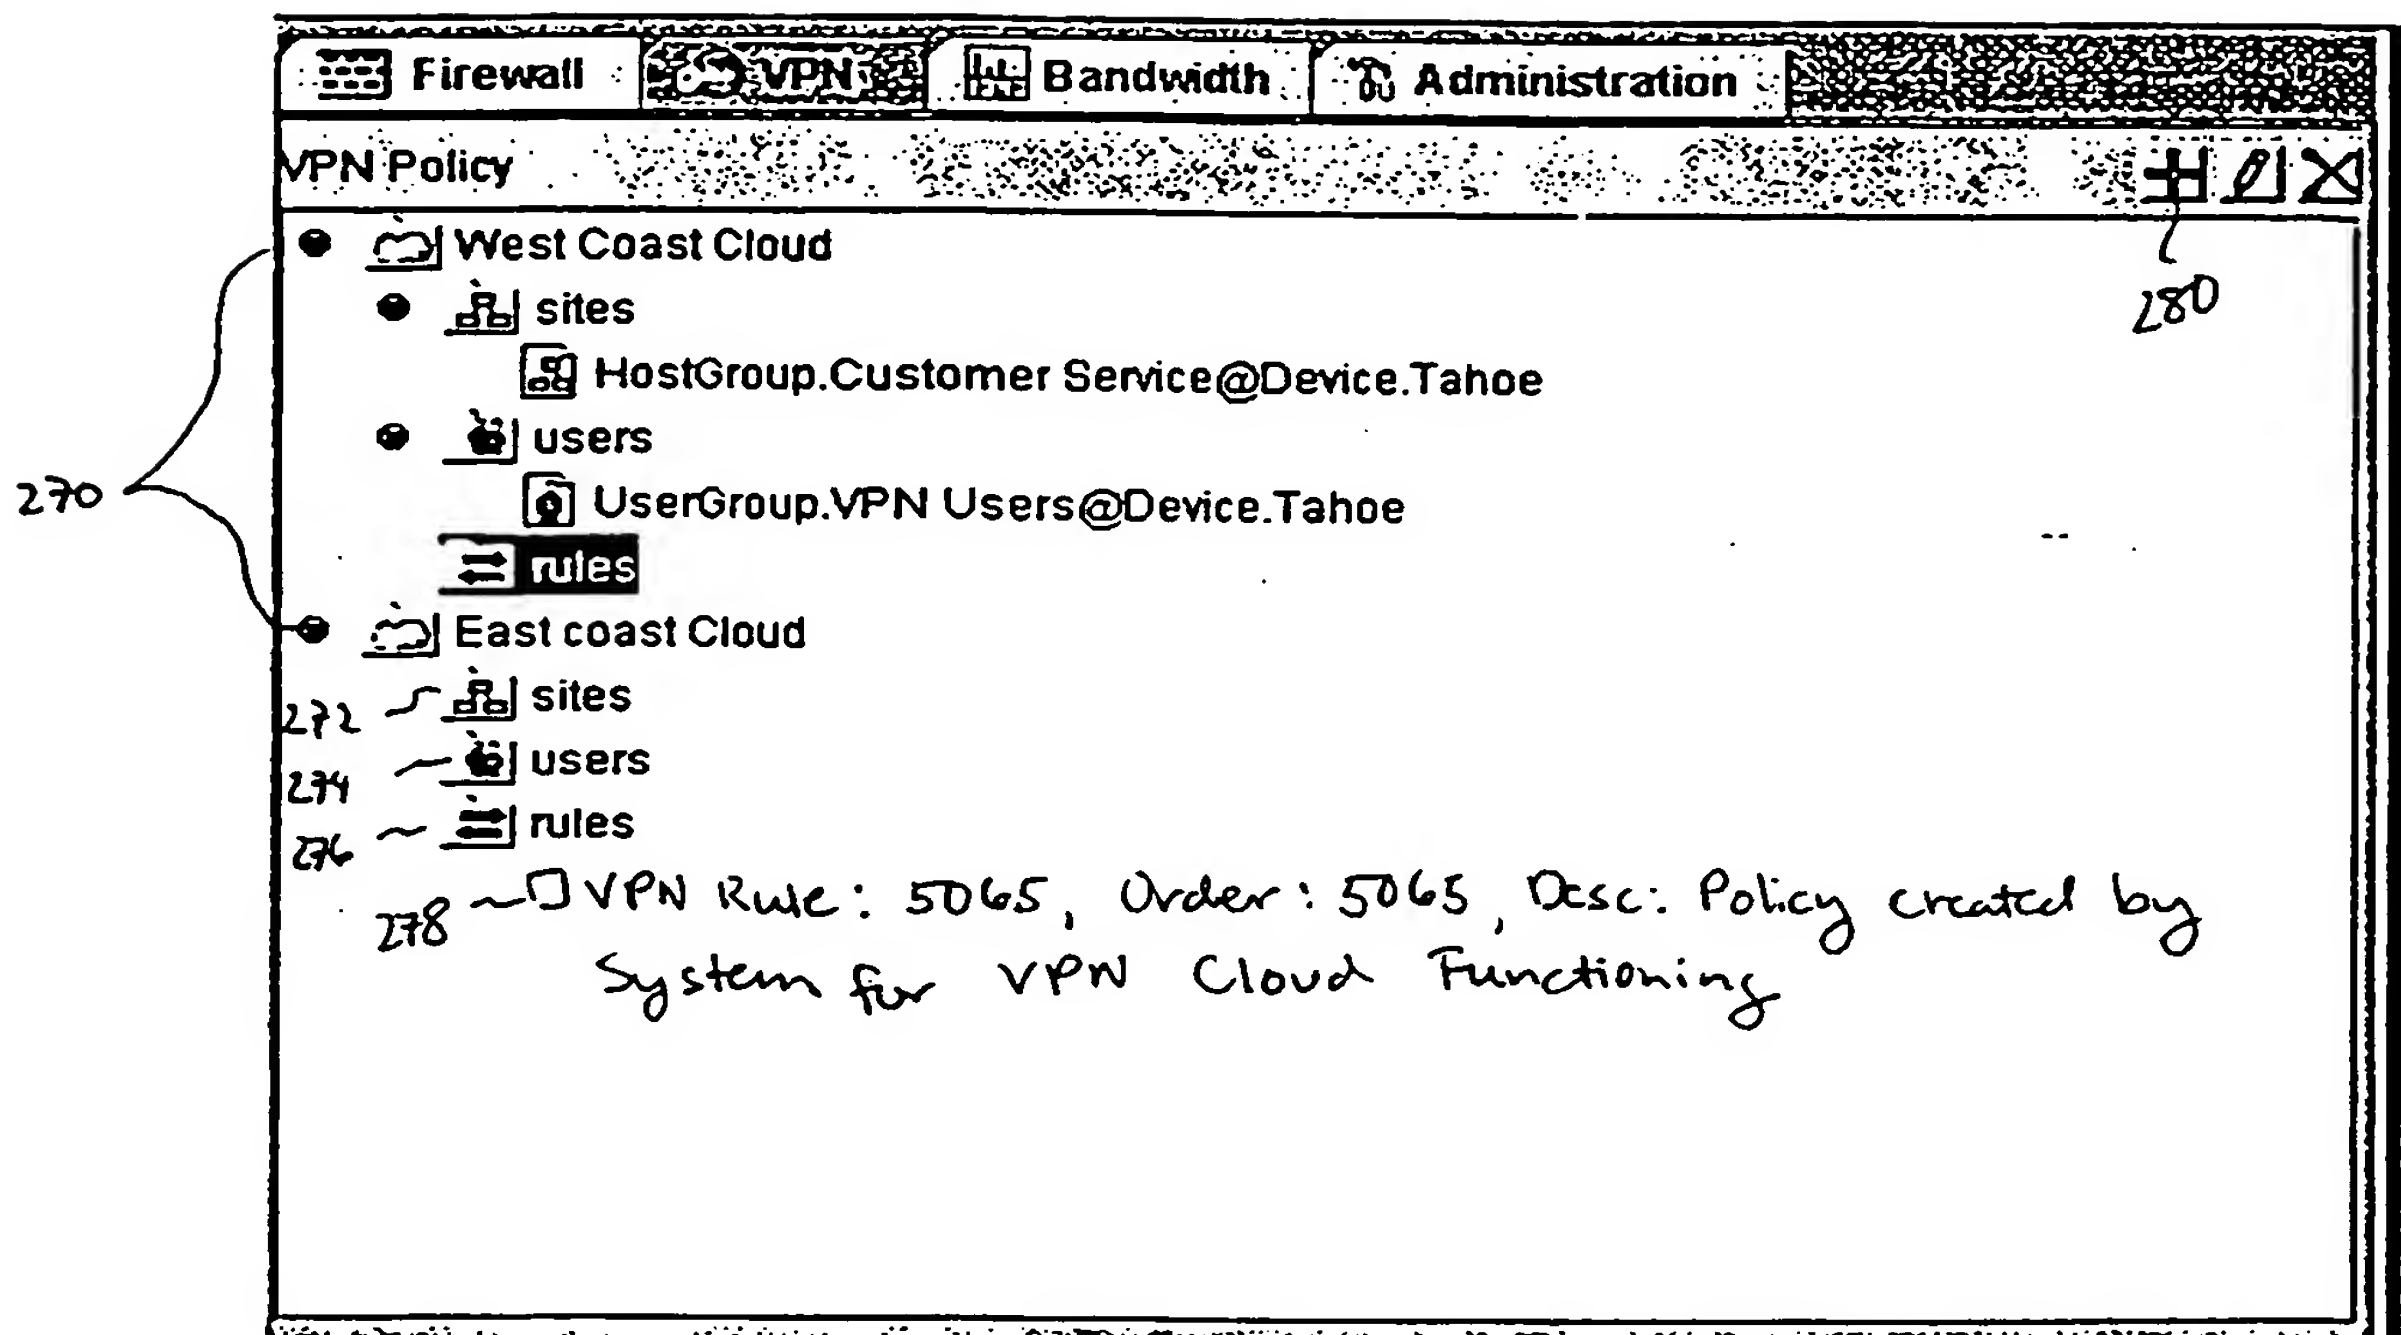 Firewall VPN Bandwidth Administration
VPN Policy
West Coast Cloud
280
sites
HostGroup.Customer Service@Device.Tahoe
users
270
UserGroup.VPN Users@Device.Tahoe
rules
East coast Cloud
272 sites
274 users
276 rules
278 VPN Rule: 5065, Order: 5065, Desc: Policy created by
System for VPN Cloud Functioning